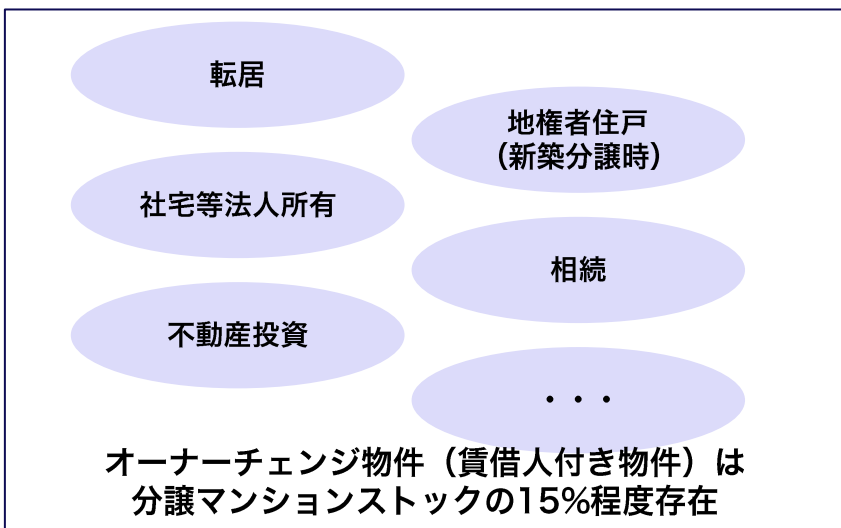 転居
地権者住戸
（新築分譲時）
社宅等法人所有
相続
不動産投資
・・・
オーナーチェンジ物件（賃借人付き物件）は
分譲マンションストックの15%程度存在